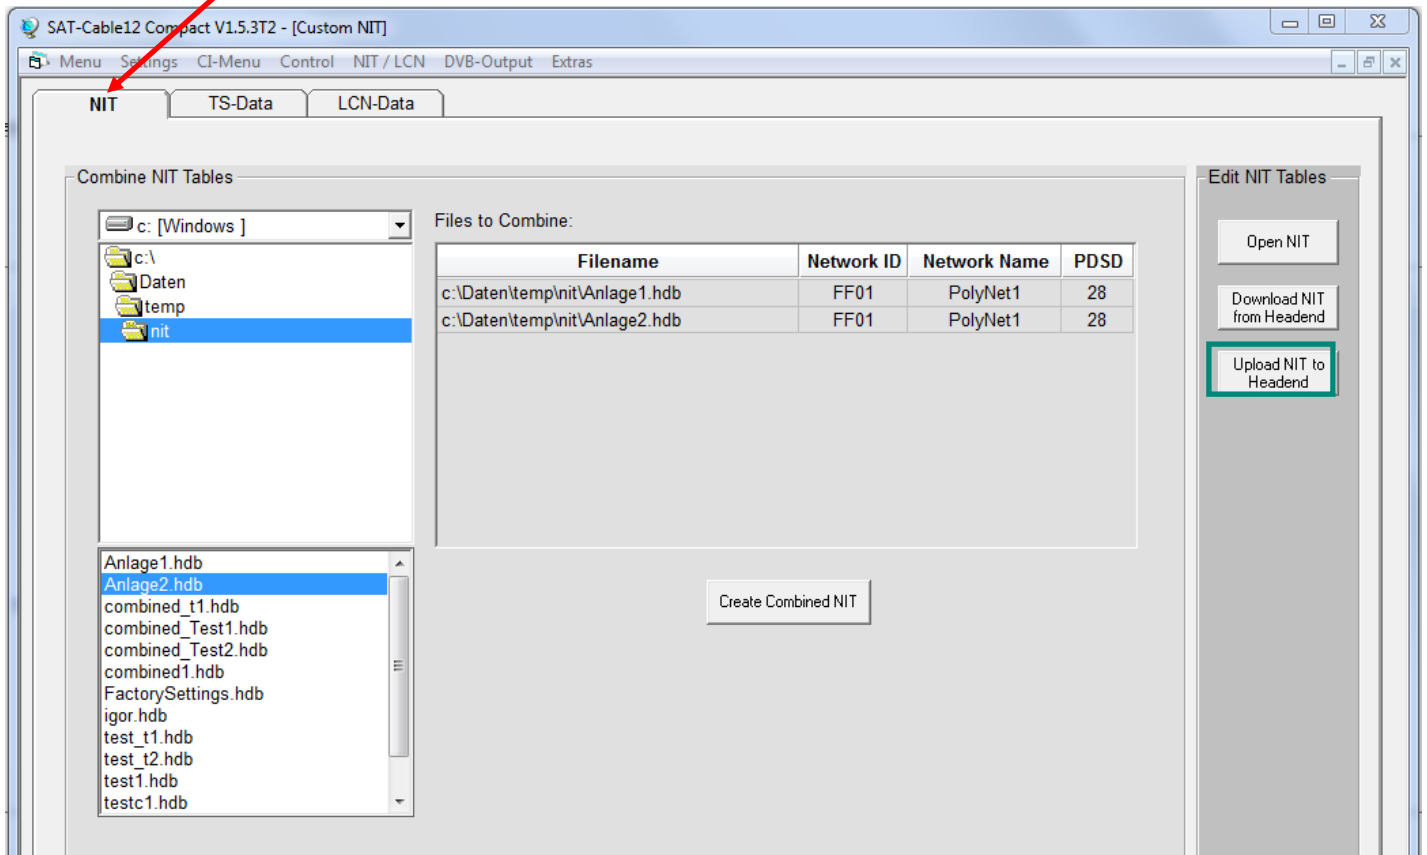 SAT-Cable12 Compact V1.5.3T2 - [Custom NIT]
Menu Settings CI-Menu Control NIT / LCN DVB-Output Extras
NIT TS-Data LCN-Data
Combine NIT Tables
Edit NIT Tables
c: [Windows ]
Files to Combine:
Open NIT
c:\
Daten
temp
nit
Filename Network ID Network Name PDSD
c:\Daten\temp\nit\Anlage1.hdb FF01 PolyNet1 28
c:\Daten\temp\nit\Anlage2.hdb FF01 PolyNet1 28
Download NIT
from Headend
Upload NIT to
Headend
Anlage1.hdb
Anlage2.hdb
combined_t1.hdb
combined_Test1.hdb
combined_Test2.hdb
combined1.hdb
FactorySettings.hdb
igor.hdb
test_t1.hdb
test_t2.hdb
test1.hdb
testc1.hdb
Create Combined NIT